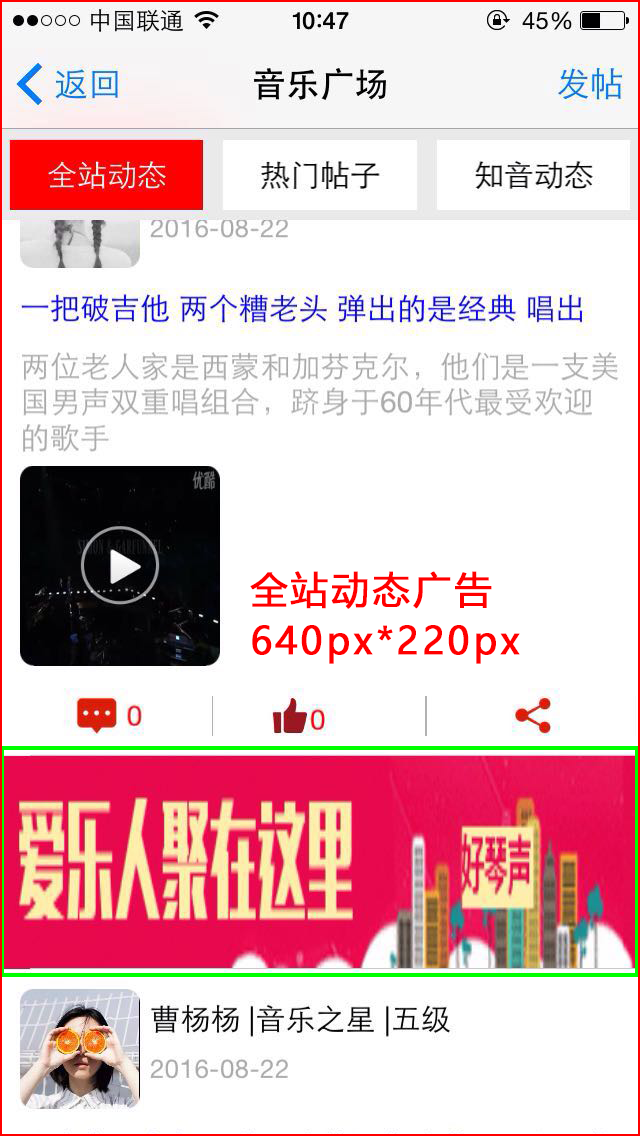 中国联通 10:47 45%
返回 音乐广场 发帖
全站动态 热门帖子 知音动态
2016-08-22
一把破吉他 两个糟老头 弹出的是经典 唱出
两位老人家是西蒙和加芬克尔，他们是一支美
国男声双重唱组合，跻身于60年代最受欢迎
的歌手
优酷
SIMON & GARFUNKEL
全站动态广告
640px*220px
0 0
爱乐人聚在这里
好琴声
曹杨杨 |音乐之星 |五级
2016-08-22